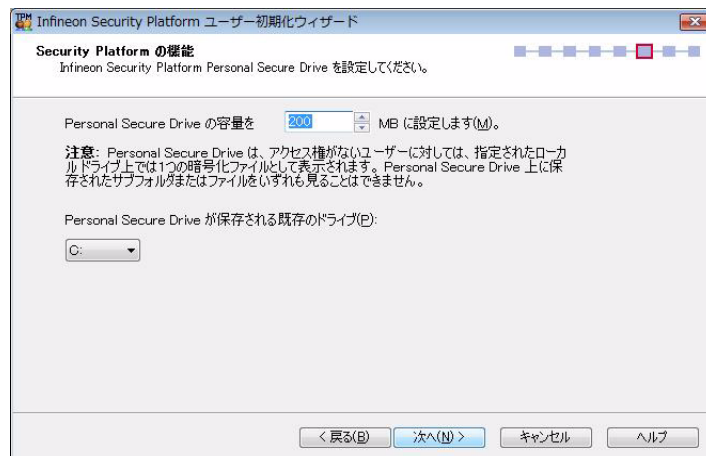 TPM
Infineon Security Platform ユーザー初期化ウィザード
Security Platform の機能
Infineon Security Platform Personal Secure Drive を設定してください。
Personal Secure Drive の容量を 200 MB に設定します(M)。
注意: Personal Secure Drive は、アクセス権がないユーザーに対しては、指定されたローカ
ルドライブ上では1つの暗号化ファイルとして表示されます。Personal Secure Drive 上に保
存されたサブフォルダまたはファイルをいずれも見ることはできません。
Personal Secure Drive が保存される既存のドライブ(P):
C:
< 戻る(B) 次へ(N) > キャンセル ヘルプ